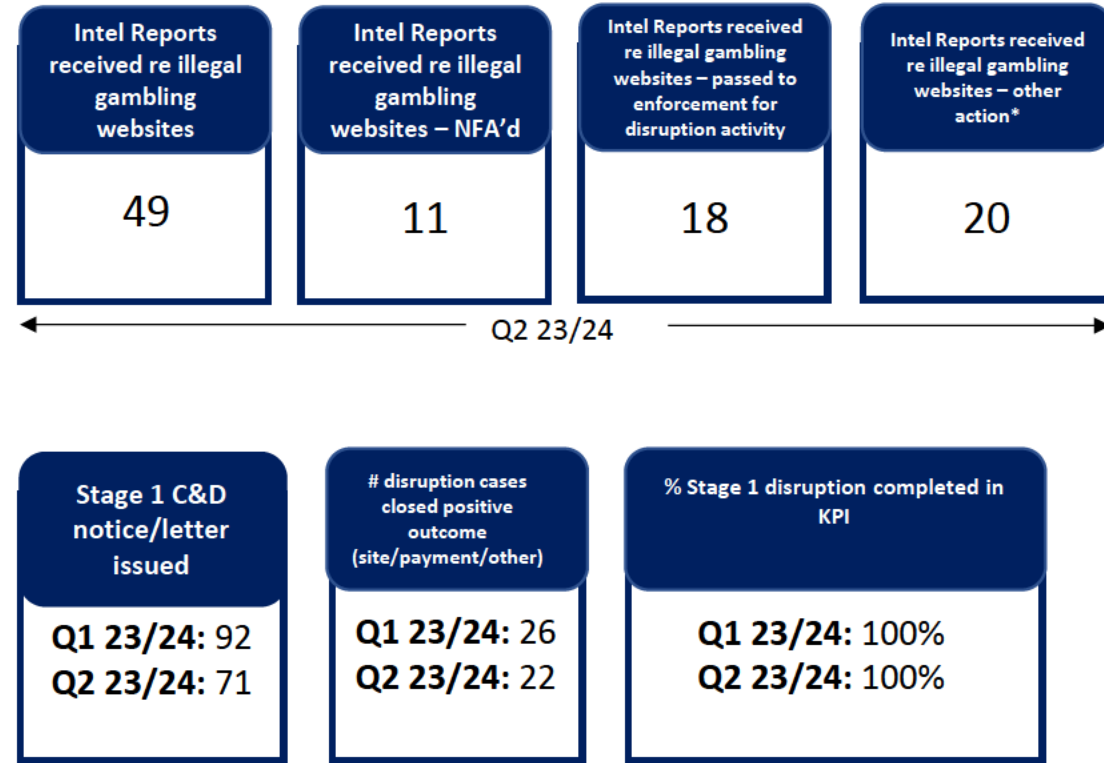 Intel Reports
received re illegal
gambling
websites
49
Intel Reports
received re illegal
gambling
websites – NFA'd
11
Intel Reports received
re illegal gambling
websites – passed to
enforcement for
disruption activity
18
Intel Reports received
re illegal gambling
websites – other
action*
20
Q2 23/24
Stage 1 C&D
notice/letter
issued
Q1 23/24: 92
Q2 23/24: 71
# disruption cases
closed positive
outcome
(site/payment/other)
Q1 23/24: 26
Q2 23/24: 22
% Stage 1 disruption completed in
KPI
Q1 23/24: 100%
Q2 23/24: 100%